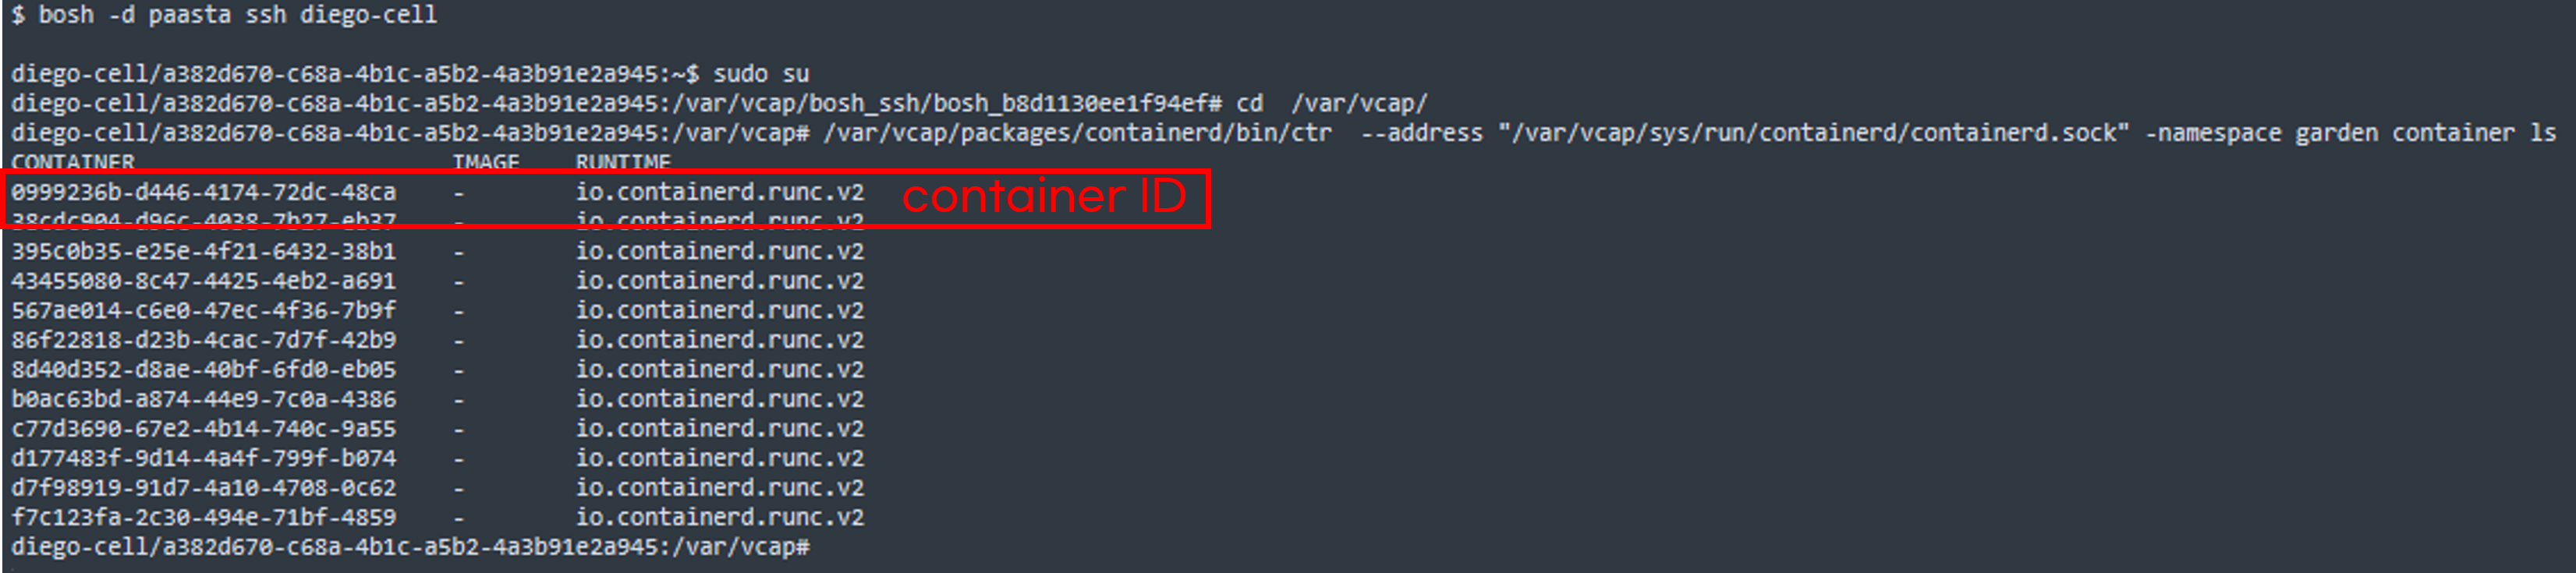 $ bosh -d paasta ssh diego-cell
diego-cell/a382d670-c68a-4b1c-a5b2-4a3b91e2a945:~$ sudo su
diego-cell/a382d670-c68a-4b1c-a5b2-4a3b91e2a945:/var/vcap/bosh_ssh/bosh_b8d1130ee1f94ef# cd  /var/vcap/
diego-cell/a382d670-c68a-4b1c-a5b2-4a3b91e2a945:/var/vcap# /var/vcap/packages/containerd/bin/ctr  --address "/var/vcap/sys/run/containerd/containerd.sock" -namespace garden container ls
CONTAINER IMAGE RUNTIME
0999236b-d446-4174-72dc-48ca - io.containerd.runc.v2 container ID
38cdc904-d96c-4038-7b27-eb37 - io.containerd.runc.v2
395c0b35-e25e-4f21-6432-38b1 - io.containerd.runc.v2
43455080-8c47-4425-4eb2-a691 - io.containerd.runc.v2
567ae014-c6e0-47ec-4f36-7b9f - io.containerd.runc.v2
86f22818-d23b-4cac-7d7f-42b9 - io.containerd.runc.v2
8d40d352-d8ae-40bf-6fd0-eb05 - io.containerd.runc.v2
b0ac63bd-a874-44e9-7c0a-4386 - io.containerd.runc.v2
c77d3690-67e2-4b14-740c-9a55 - io.containerd.runc.v2
d177483f-9d14-4a4f-799f-b074 - io.containerd.runc.v2
d7f98919-91d7-4a10-4708-0c62 - io.containerd.runc.v2
f7c123fa-2c30-494e-71bf-4859 - io.containerd.runc.v2
diego-cell/a382d670-c68a-4b1c-a5b2-4a3b91e2a945:/var/vcap#